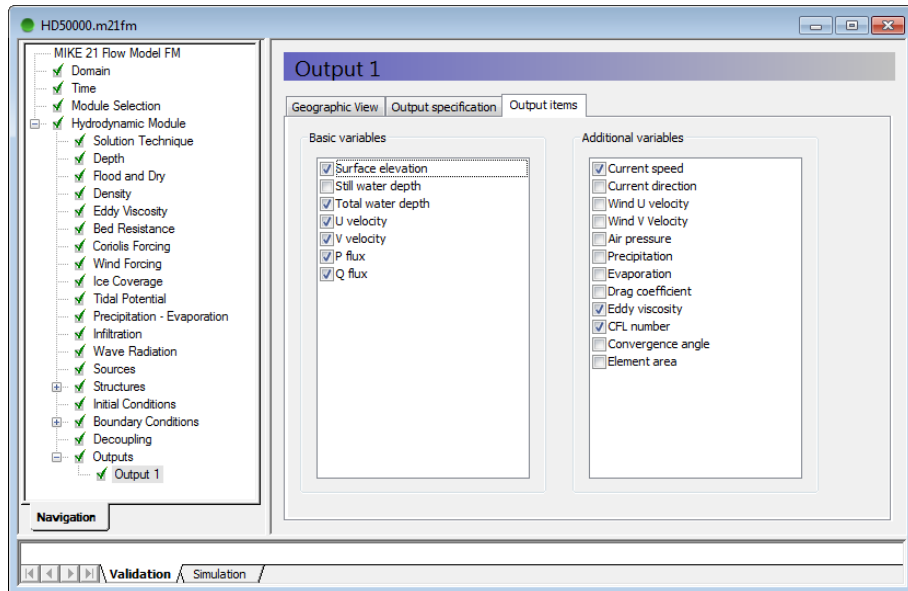 HD50000.m21fm
MIKE 21 Flow Model FM
Domain
Time
Module Selection
Hydrodynamic Module
Solution Technique
Depth
Flood and Dry
Density
Eddy Viscosity
Bed Resistance
Coriolis Forcing
Wind Forcing
Ice Coverage
Tidal Potential
Precipitation - Evaporation
Infiltration
Wave Radiation
Sources
Structures
Initial Conditions
Boundary Conditions
Decoupling
Outputs
Output 1
Navigation
Output 1
Geographic View Output specification Output items
Basic variables
Surface elevation
Still water depth
Total water depth
U velocity
V velocity
P flux
Q flux
Additional variables
Current speed
Current direction
Wind U velocity
Wind V Velocity
Air pressure
Precipitation
Evaporation
Drag coefficient
Eddy viscosity
CFL number
Convergence angle
Element area
Validation Simulation